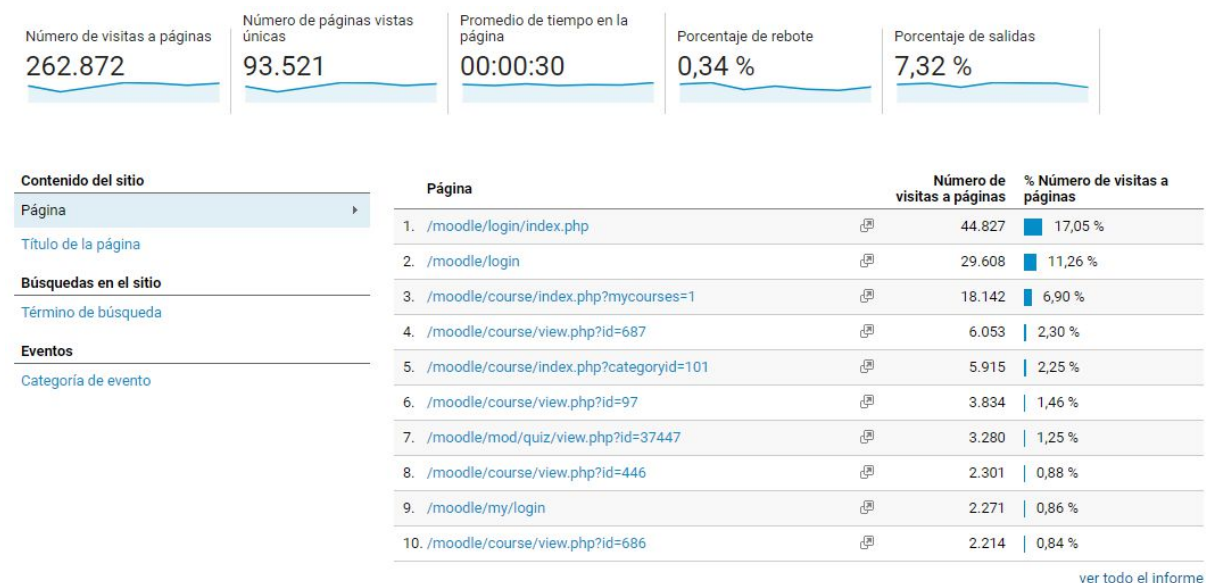 Número de visitas a páginas
262.872
Número de páginas vistas
únicas
93.521
Promedio de tiempo en la
página
00:00:30
Porcentaje de rebote
0,34 %
Porcentaje de salidas
7,32 %
Contenido del sitio
Página
Título de la página
Búsquedas en el sitio
Término de búsqueda
Eventos
Categoría de evento
Página
Número de
visitas a páginas
% Número de visitas a
páginas
1. /moodle/login/index.php 44.827 17,05 %
2. /moodle/login 29.608 11,26 %
3. /moodle/course/index.php?mycourses=1 18.142 6,90 %
4. /moodle/course/view.php?id=687 6.053 2,30 %
5. /moodle/course/index.php?categoryid=101 5.915 2,25 %
6. /moodle/course/view.php?id=97 3.834 1,46 %
7. /moodle/mod/quiz/view.php?id=37447 3.280 1,25 %
8. /moodle/course/view.php?id=446 2.301 0,88 %
9. /moodle/my/login 2.271 0,86 %
10. /moodle/course/view.php?id=686 2.214 0,84 %
ver todo el informe